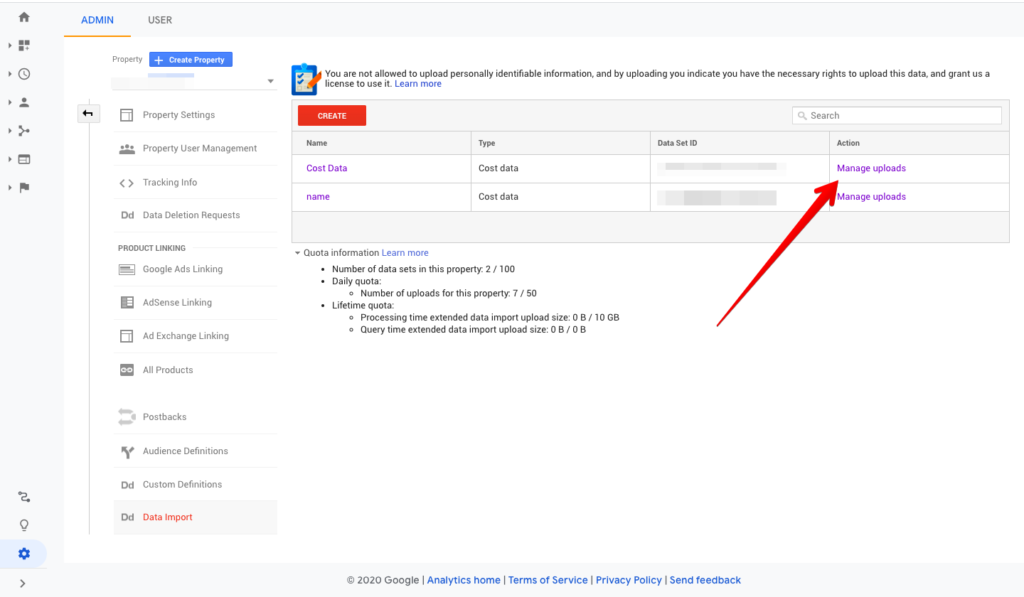 ADMIN
USER
Property
Create Property
Property Settings
Property User Management
Tracking Info
Dd Data Deletion Requests
PRODUCT LINKING
Google Ads Linking
AdSense Linking
Ad Exchange Linking
All Products
Postbacks
Audience Definitions
Dd Custom Definitions
Dd Data Import
You are not allowed to upload personally identifiable information, and by uploading you indicate you have the necessary rights to upload this data, and grant us a
license to use it. Learn more
CREATE
Search
Name Type Data Set ID Action
Cost Data Cost data Manage uploads
name Cost data Manage uploads
Quota information Learn more
• Number of data sets in this property: 2 / 100
• Daily quota:
Number of uploads for this property: 7 / 50
• Lifetime quota:
Processing time extended data import upload size: 0 B / 10 GB
Query time extended data import upload size: 0 B / 0 B
© 2020 Google | Analytics home | Terms of Service | Privacy Policy | Send feedback